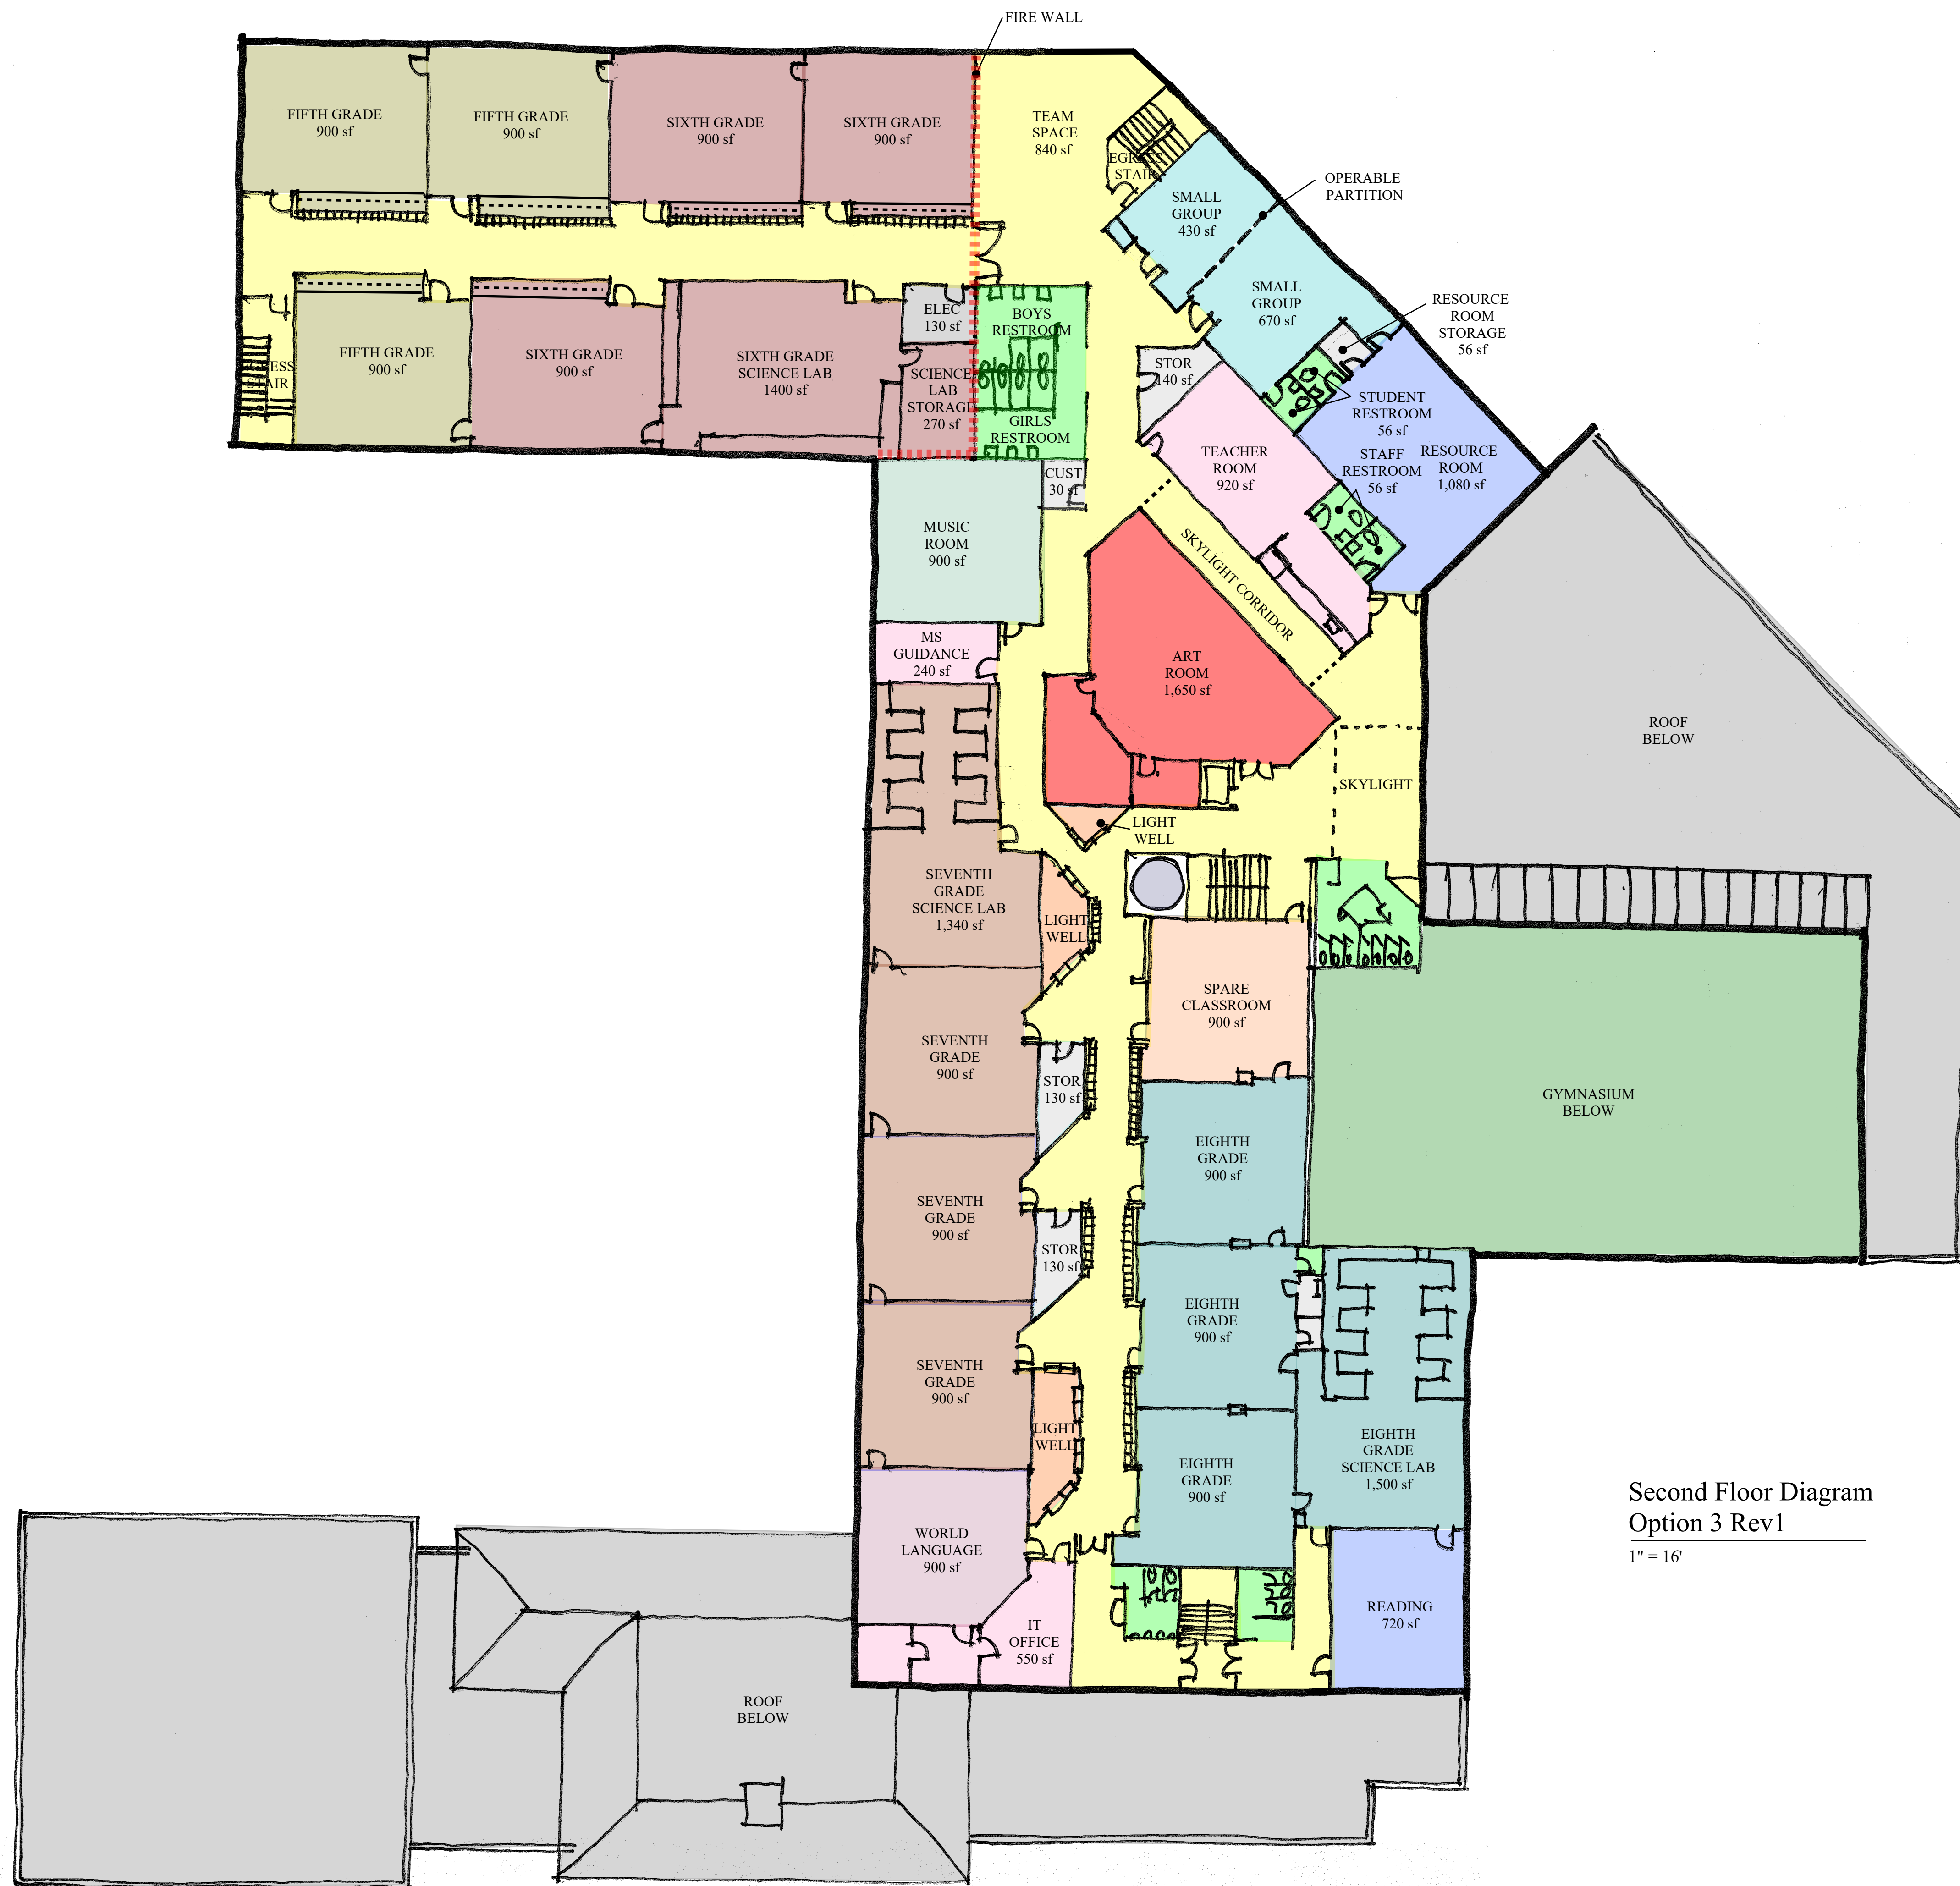 FIRE WALL
FIFTH GRADE
900 sf
FIFTH GRADE
900 sf
SIXTH GRADE
900 sf
SIXTH GRADE
900 sf
TEAM
SPACE
840 sf
EGRESS
STAIR
SMALL
GROUP
430 sf
OPERABLE
PARTITION
SMALL
GROUP
670 sf
RESOURCE
ROOM
STORAGE
56 sf
EGRESS
STAIR
FIFTH GRADE
900 sf
SIXTH GRADE
900 sf
SIXTH GRADE
SCIENCE LAB
1400 sf
ELEC
130 sf
SCIENCE
LAB
STORAGE
270 sf
BOYS
RESTROOM
GIRLS
RESTROOM
STOR
140 sf
STUDENT
RESTROOM
56 sf
TEACHER
ROOM
920 sf
STAFF
RESTROOM
56 sf
RESOURCE
ROOM
1,080 sf
CUST
30 sf
MUSIC
ROOM
900 sf
SKYLIGHT CORRIDOR
MS
GUIDANCE
240 sf
ART
ROOM
1,650 sf
ROOF
BELOW
SKYLIGHT
LIGHT
WELL
SEVENTH
GRADE
SCIENCE LAB
1,340 sf
LIGHT
WELL
SPARE
CLASSROOM
900 sf
SEVENTH
GRADE
900 sf
STOR
130 sf
GYMNASIUM
BELOW
EIGHTH
GRADE
900 sf
SEVENTH
GRADE
900 sf
STOR
130 sf
EIGHTH
GRADE
900 sf
SEVENTH
GRADE
900 sf
LIGHT
WELL
EIGHTH
GRADE
900 sf
EIGHTH
GRADE
SCIENCE LAB
1,500 sf
WORLD
LANGUAGE
900 sf
IT
OFFICE
550 sf
READING
720 sf
ROOF
BELOW
Second Floor Diagram
Option 3 Rev1
1" = 16'